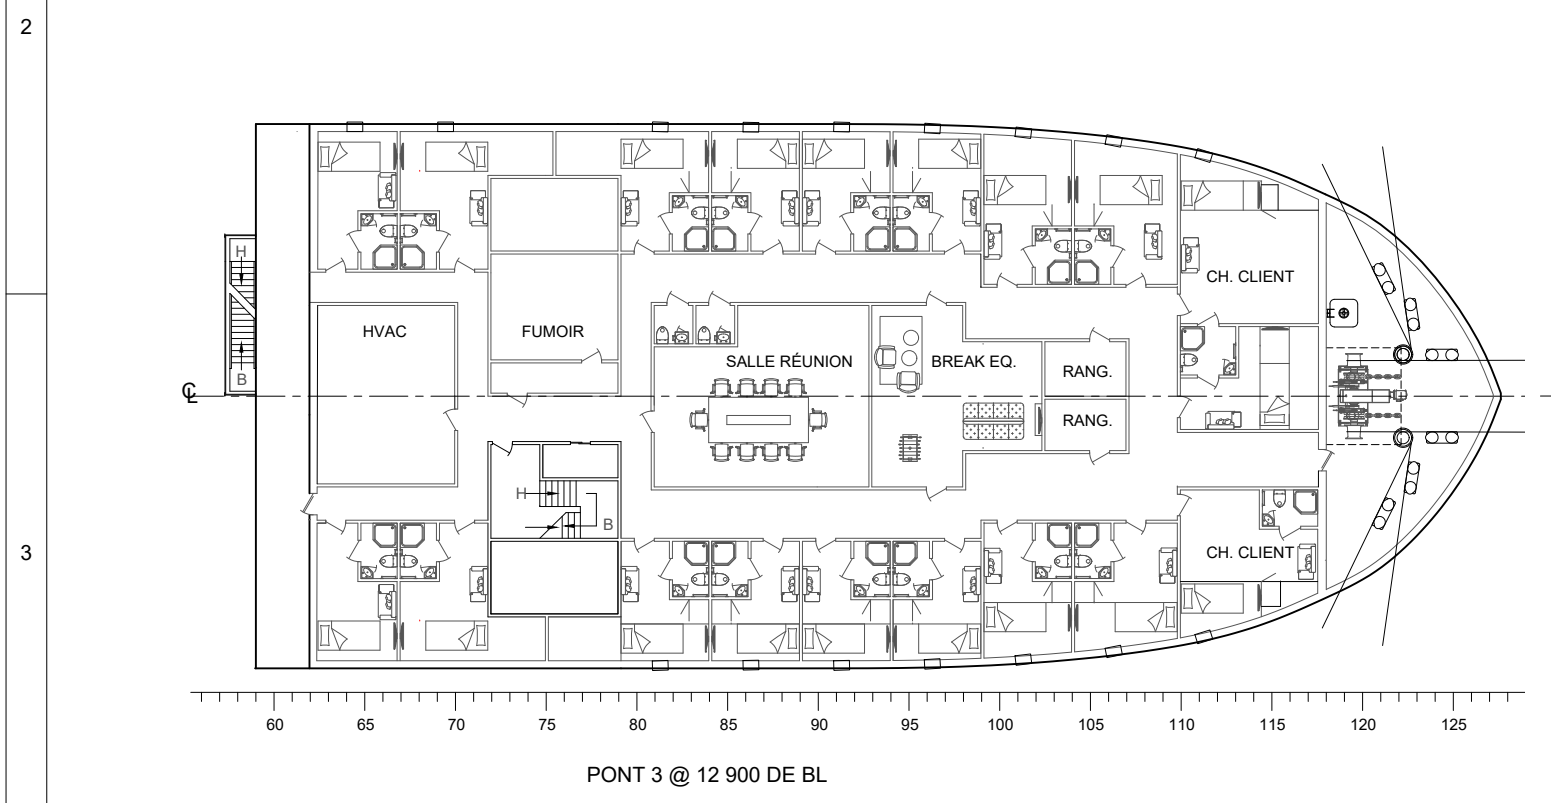 2
H
CH. CLIENT
HVAC
FUMOIR
SALLE RÉUNION
BREAK EQ.
RANG.
B
℄
RANG.
H
B
3
CH. CLIENT
60 65 70 75 80 85 90 95 100 105 110 115 120 125
PONT 3 @ 12 900 DE BL